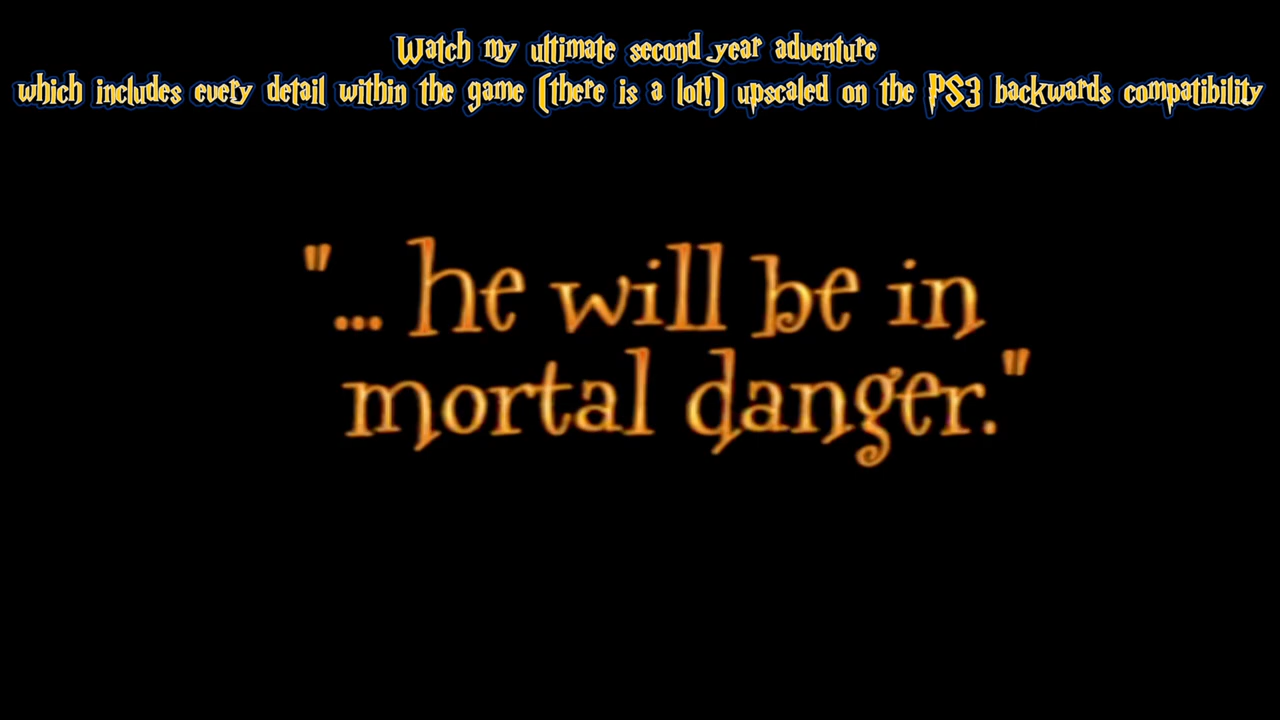 Watch my ultimate second year adventure
which includes every detail within the game (there is a lot!) upscaled on the PS3 backwards compatibility
"... he will be in
mortal danger."